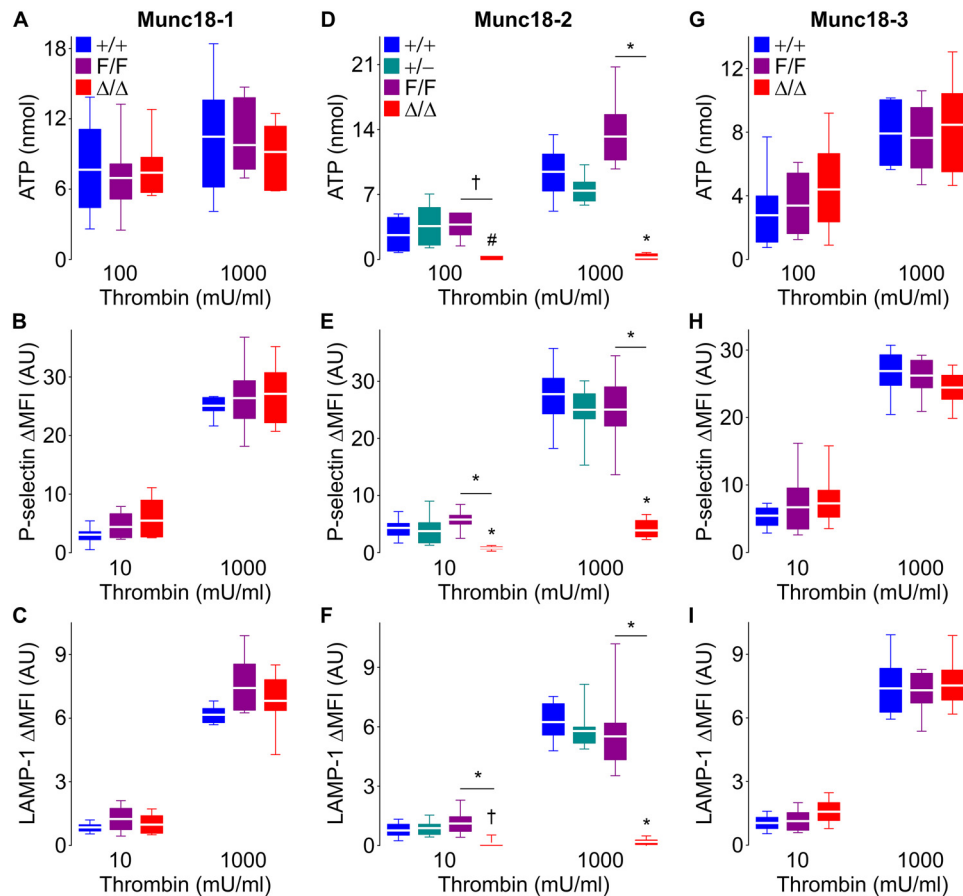 A
Munc18-1
+/+
F/F
Δ/Δ
ATP (nmol)
18
12
6
0
100
1000
Thrombin (mU/ml)
B
P-selectin ΔMFI (AU)
30
20
10
0
10
1000
Thrombin (mU/ml)
C
LAMP-1 ΔMFI (AU)
9
6
3
0
10
1000
Thrombin (mU/ml)
D
Munc18-2
+/+
+/−
F/F
Δ/Δ
ATP (nmol)
21
14
7
0
†
#
*
*
100
1000
Thrombin (mU/ml)
E
P-selectin ΔMFI (AU)
30
20
10
0
*
*
*
*
10
1000
Thrombin (mU/ml)
F
LAMP-1 ΔMFI (AU)
9
6
3
0
*
†
*
*
10
1000
Thrombin (mU/ml)
G
Munc18-3
+/+
F/F
Δ/Δ
ATP (nmol)
12
8
4
0
100
1000
Thrombin (mU/ml)
H
P-selectin ΔMFI (AU)
30
20
10
0
10
1000
Thrombin (mU/ml)
I
LAMP-1 ΔMFI (AU)
9
6
3
0
10
1000
Thrombin (mU/ml)